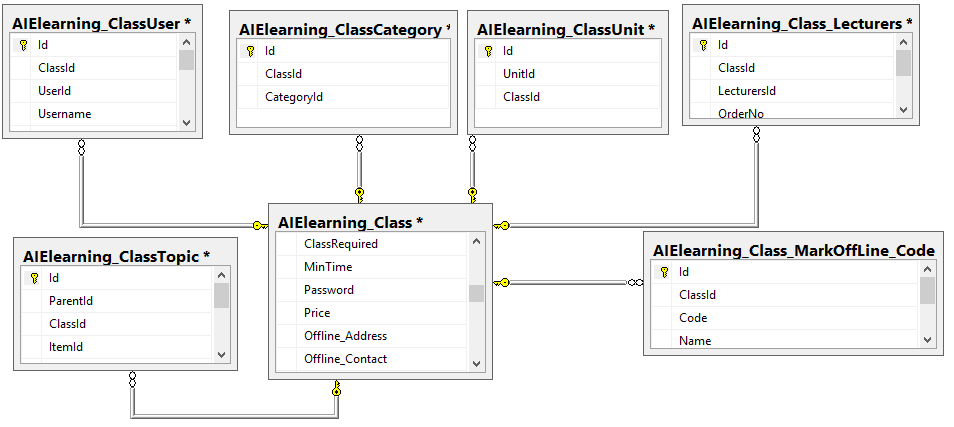 AIElearning_ClassUser *
Id
ClassId
UserId
Username
AIElearning_ClassCategory *
Id
ClassId
CategoryId
AIElearning_ClassUnit *
Id
UnitId
ClassId
AIElearning_Class_Lecturers *
Id
ClassId
LecturersId
OrderNo
AIElearning_Class *
ClassRequired
MinTime
Password
Price
Offline_Address
Offline_Contact
AIElearning_ClassTopic *
Id
ParentId
ClassId
ItemId
AIElearning_Class_MarkOffLine_Code
Id
ClassId
Code
Name